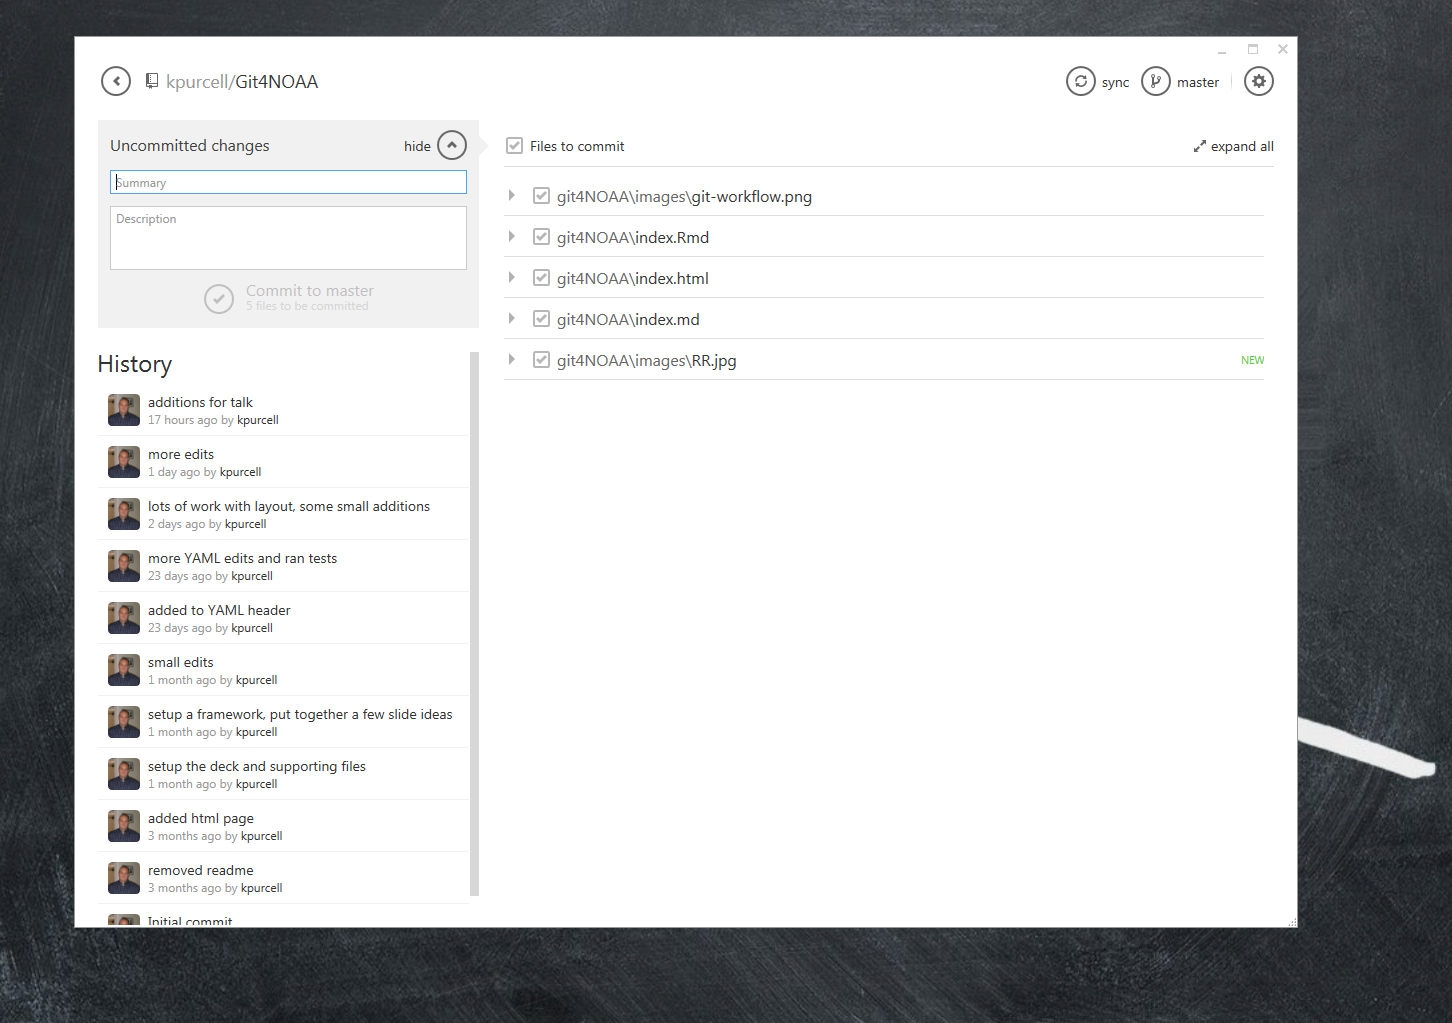 kpurcell/Git4NOAA
sync
master
Uncommitted changes
hide
Summary
Description
Commit to master
5 files to be committed
Files to commit
expand all
git4NOAA\images\git-workflow.png
git4NOAA\index.Rmd
git4NOAA\index.html
git4NOAA\index.md
git4NOAA\images\RR.jpg
NEW
History
additions for talk
17 hours ago by kpurcell
more edits
1 day ago by kpurcell
lots of work with layout, some small additions
2 days ago by kpurcell
more YAML edits and ran tests
23 days ago by kpurcell
added to YAML header
23 days ago by kpurcell
small edits
1 month ago by kpurcell
setup a framework, put together a few slide ideas
1 month ago by kpurcell
setup the deck and supporting files
1 month ago by kpurcell
added html page
3 months ago by kpurcell
removed readme
3 months ago by kpurcell
Initial commit